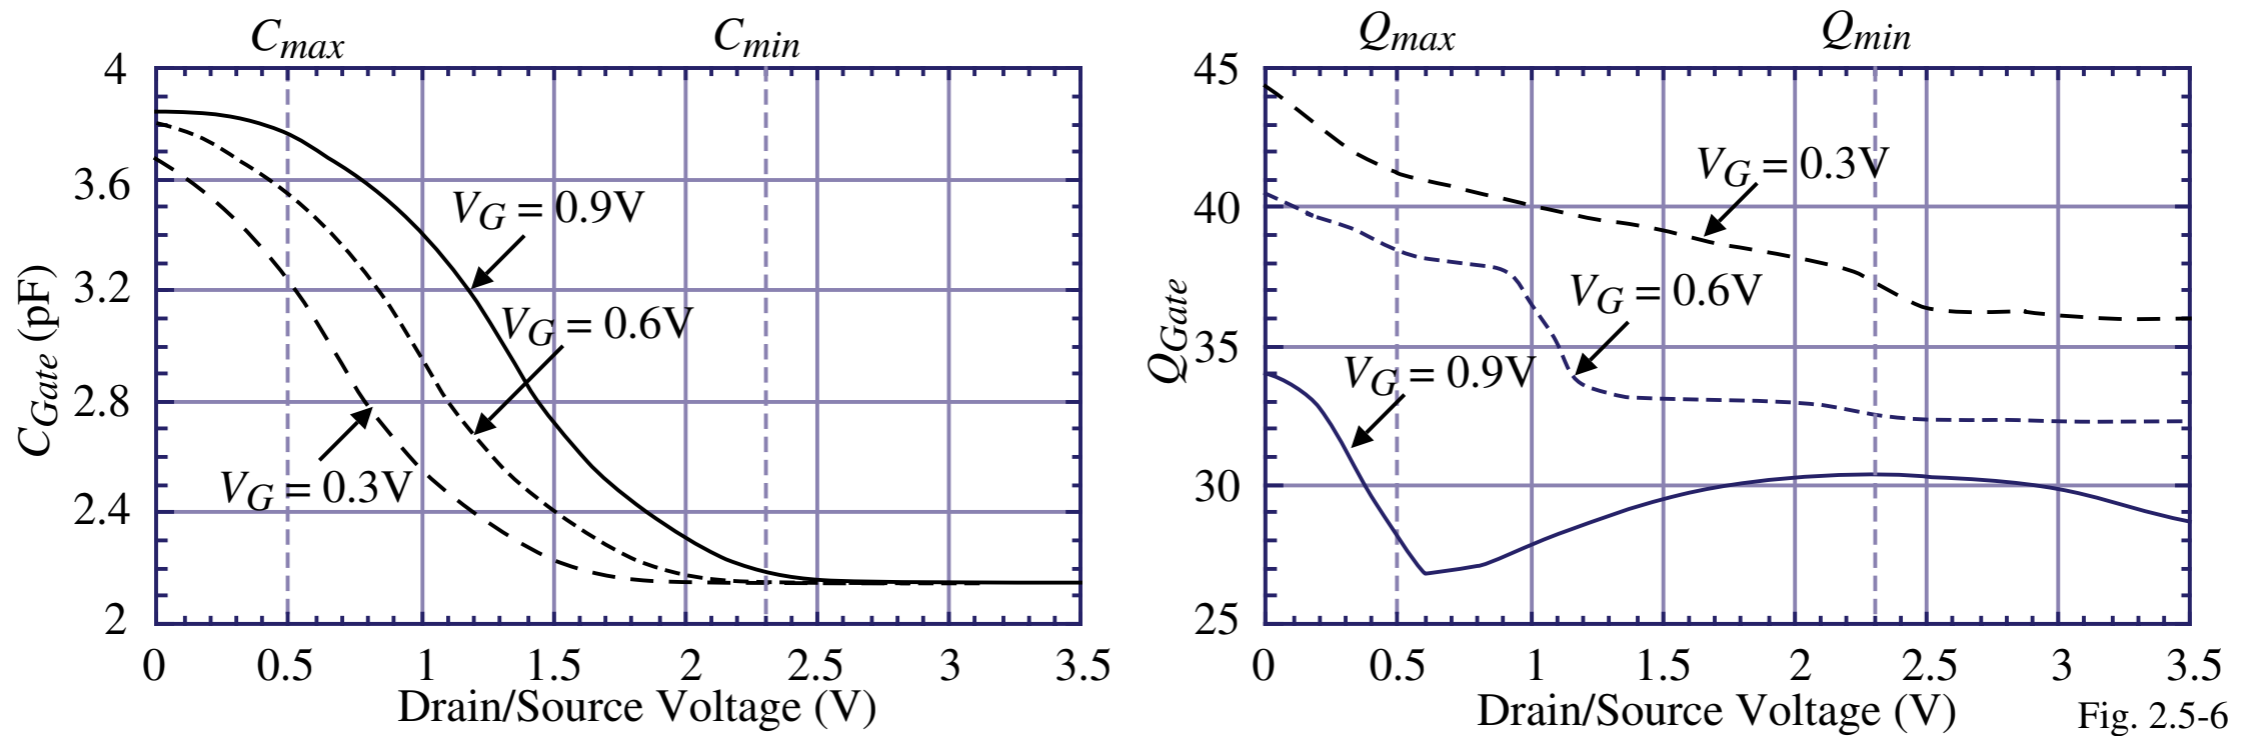 Cmax Cmin
4
3.6
3.2
2.8
2.4
2
CGate (pF)
VG = 0.9V
VG = 0.6V
VG = 0.3V
0 0.5 1 1.5 2 2.5 3 3.5
Drain/Source Voltage (V)
Qmax Qmin
45
40
35
30
25
QGate
VG = 0.3V
VG = 0.6V
VG = 0.9V
0 0.5 1 1.5 2 2.5 3 3.5
Drain/Source Voltage (V)
Fig. 2.5-6